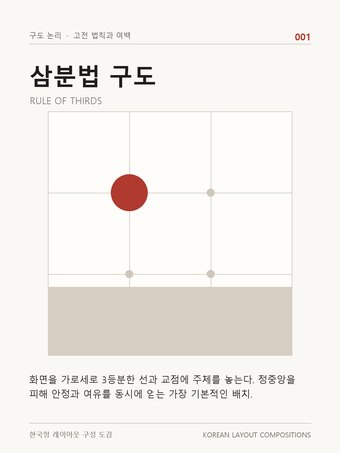 구도 논리 · 고전 법칙과 여백
001
삼분법 구도
RULE OF THIRDS
화면을 가로세로 3등분한 선과 교점에 주체를 놓는다. 정중앙을
피해 안정과 여유를 동시에 얻는 가장 기본적인 배치.
한국형 레이아웃 구성 도감
KOREAN LAYOUT COMPOSITIONS